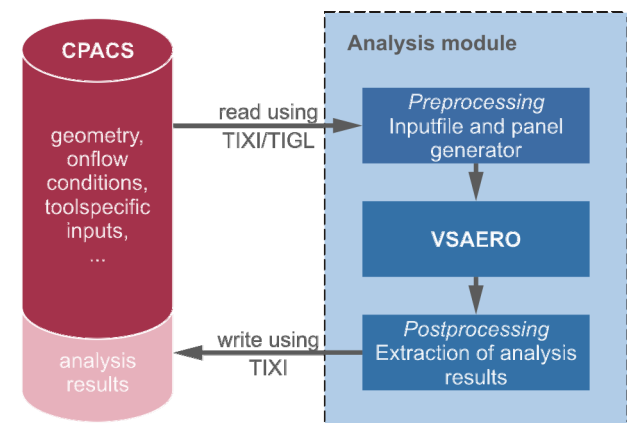 CPACS
geometry,
onflow
conditions,
toolspecific
inputs,
...
analysis
results
read using
TIXI/TIGL
write using
TIXI
Analysis module
Preprocessing
Inputfile and panel
generator
VSAERO
Postprocessing
Extraction of analysis
results